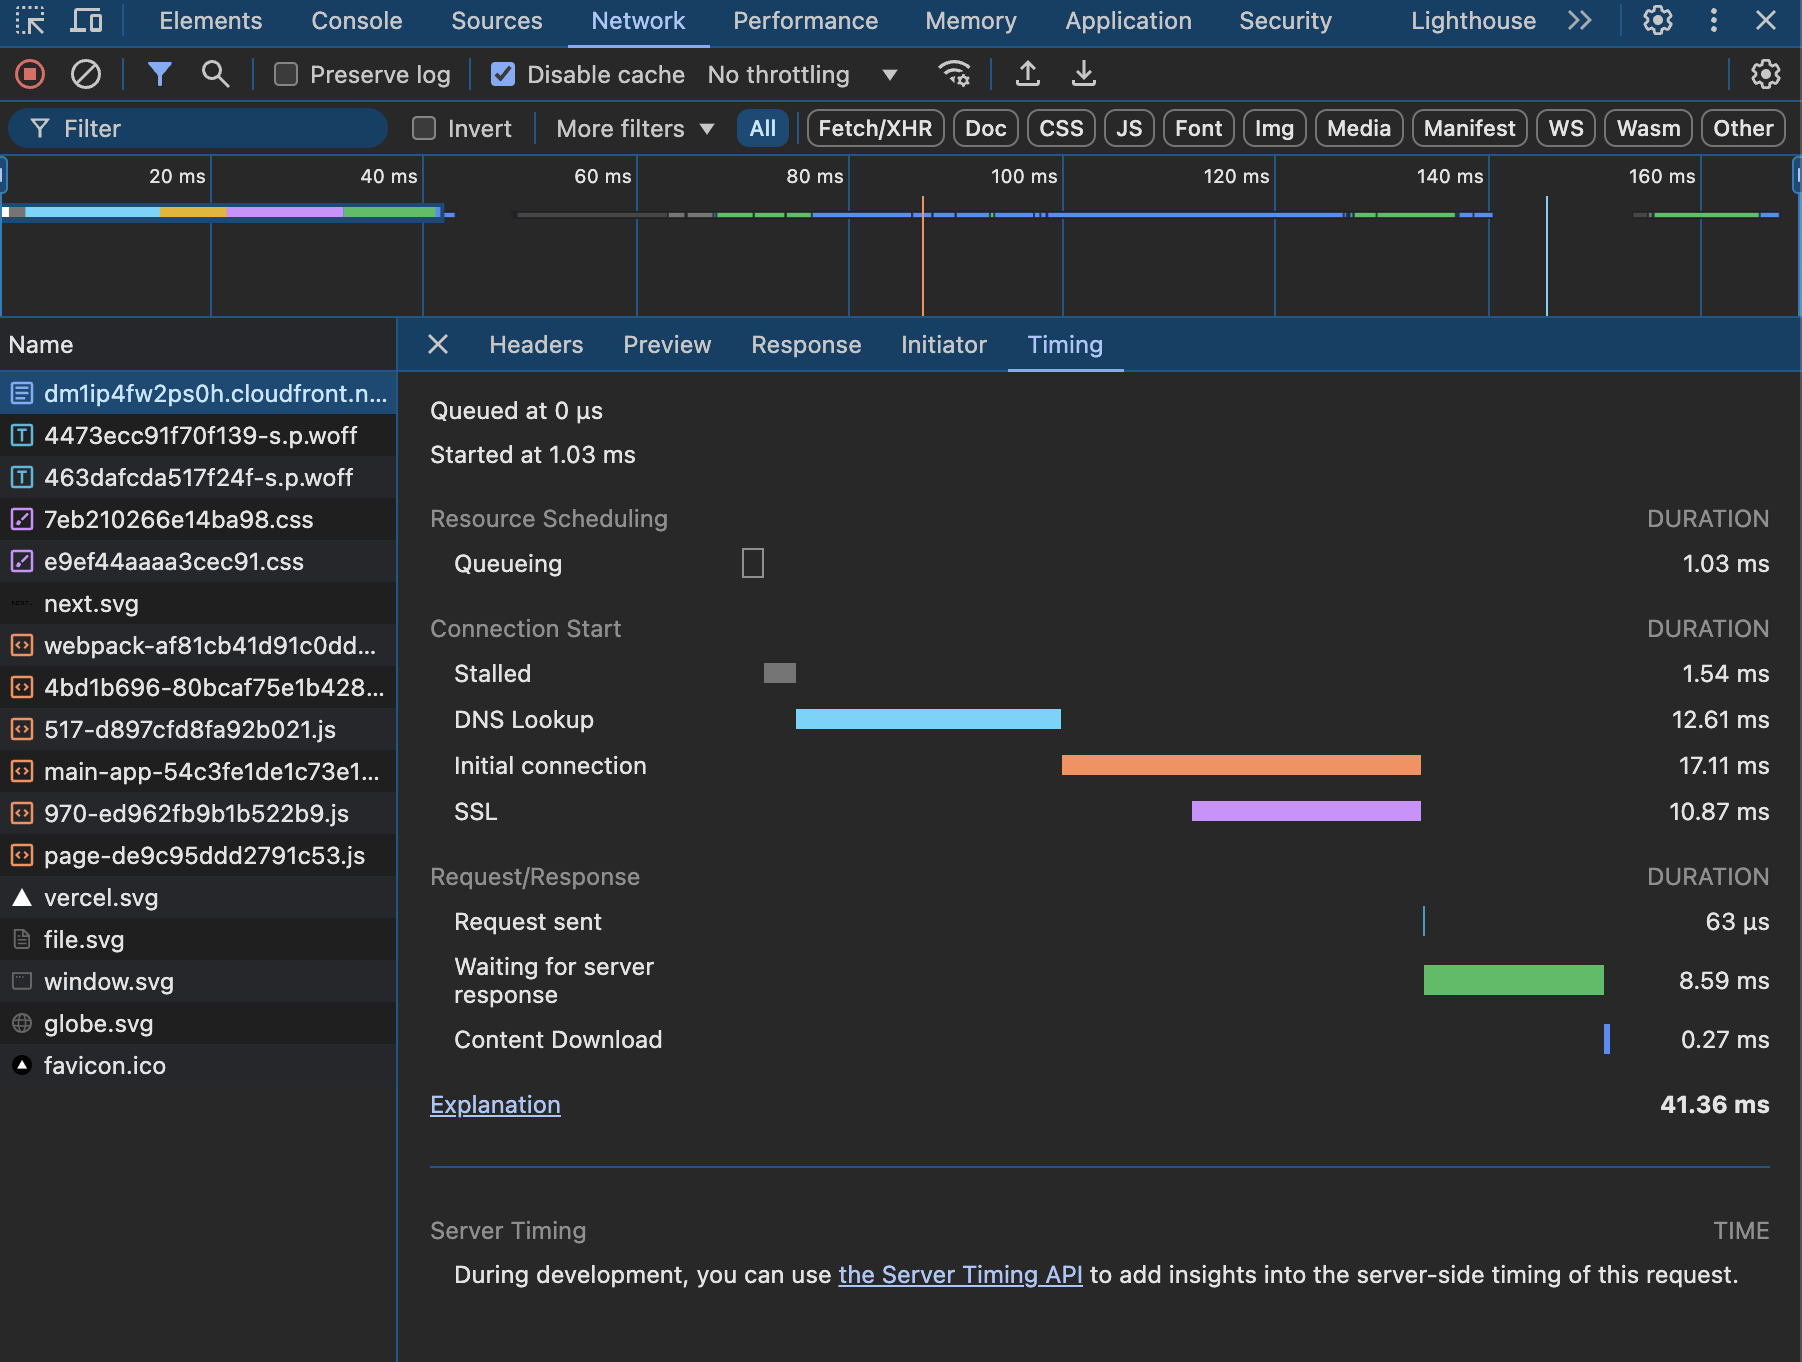 Elements Console Sources Network Performance Memory Application Security Lighthouse
Preserve log Disable cache No throttling
Filter Invert More filters All Fetch/XHR Doc CSS JS Font Img Media Manifest WS Wasm Other
20 ms 40 ms 60 ms 80 ms 100 ms 120 ms 140 ms 160 ms
Name
dm1ip4fw2ps0h.cloudfront.n...
4473ecc91f70f139-s.p.woff
463dafcda517f24f-s.p.woff
7eb210266e14ba98.css
e9ef44aaaa3cec91.css
next.svg
webpack-af81cb41d91c0dd...
4bd1b696-80bcaf75e1b428...
517-d897cfd8fa92b021.js
main-app-54c3fe1de1c73e1...
970-ed962fb9b1b522b9.js
page-de9c95ddd2791c53.js
vercel.svg
file.svg
window.svg
globe.svg
favicon.ico
Headers Preview Response Initiator Timing
Queued at 0 μs
Started at 1.03 ms
Resource Scheduling DURATION
Queueing 1.03 ms
Connection Start DURATION
Stalled 1.54 ms
DNS Lookup 12.61 ms
Initial connection 17.11 ms
SSL 10.87 ms
Request/Response DURATION
Request sent 63 μs
Waiting for server
response 8.59 ms
Content Download 0.27 ms
Explanation 41.36 ms
Server Timing TIME
During development, you can use the Server Timing API to add insights into the server-side timing of this request.